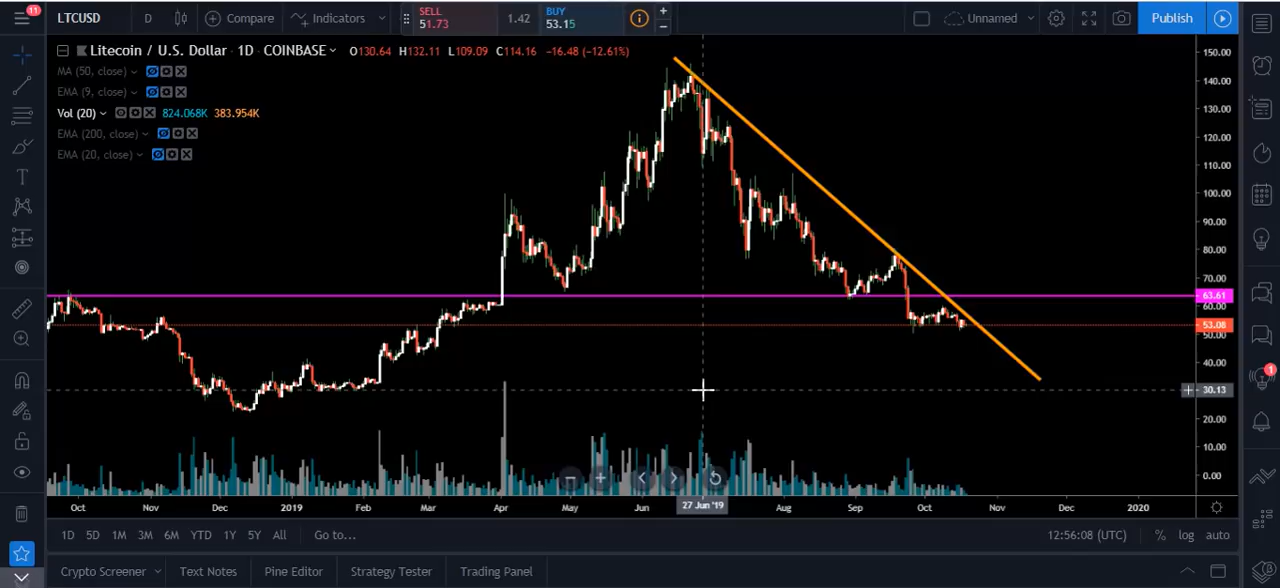 11
LTCUSD
D
Compare
Indicators
SELL
51.73
1.42
BUY
53.15
Unnamed
Publish
Litecoin / U.S. Dollar · 1D · COINBASE
O130.64 H132.11 L109.09 C114.16 −16.48 (−12.61%)
MA (50, close)
EMA (9, close)
Vol (20) 824.068K 383.954K
EMA (200, close)
EMA (20, close)
150.00
140.00
130.00
120.00
110.00
100.00
90.00
80.00
70.00
63.61
60.00
53.08
50.00
40.00
30.13
20.00
10.00
0.00
1
Oct Nov Dec 2019 Feb Mar Apr May Jun 27 Jun '19 Aug Sep Oct Nov Dec 2020
1D 5D 1M 3M 6M YTD 1Y 5Y All Go to...
12:56:08 (UTC) % log auto
Crypto Screener Text Notes Pine Editor Strategy Tester Trading Panel